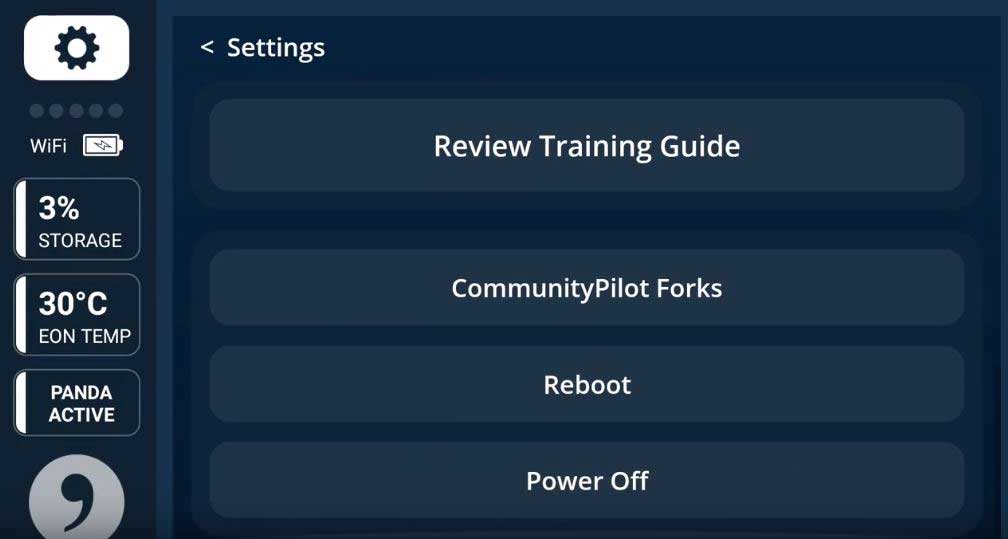 < Settings
WiFi
3%
STORAGE
30°C
EON TEMP
PANDA
ACTIVE
Review Training Guide
CommunityPilot Forks
Reboot
Power Off